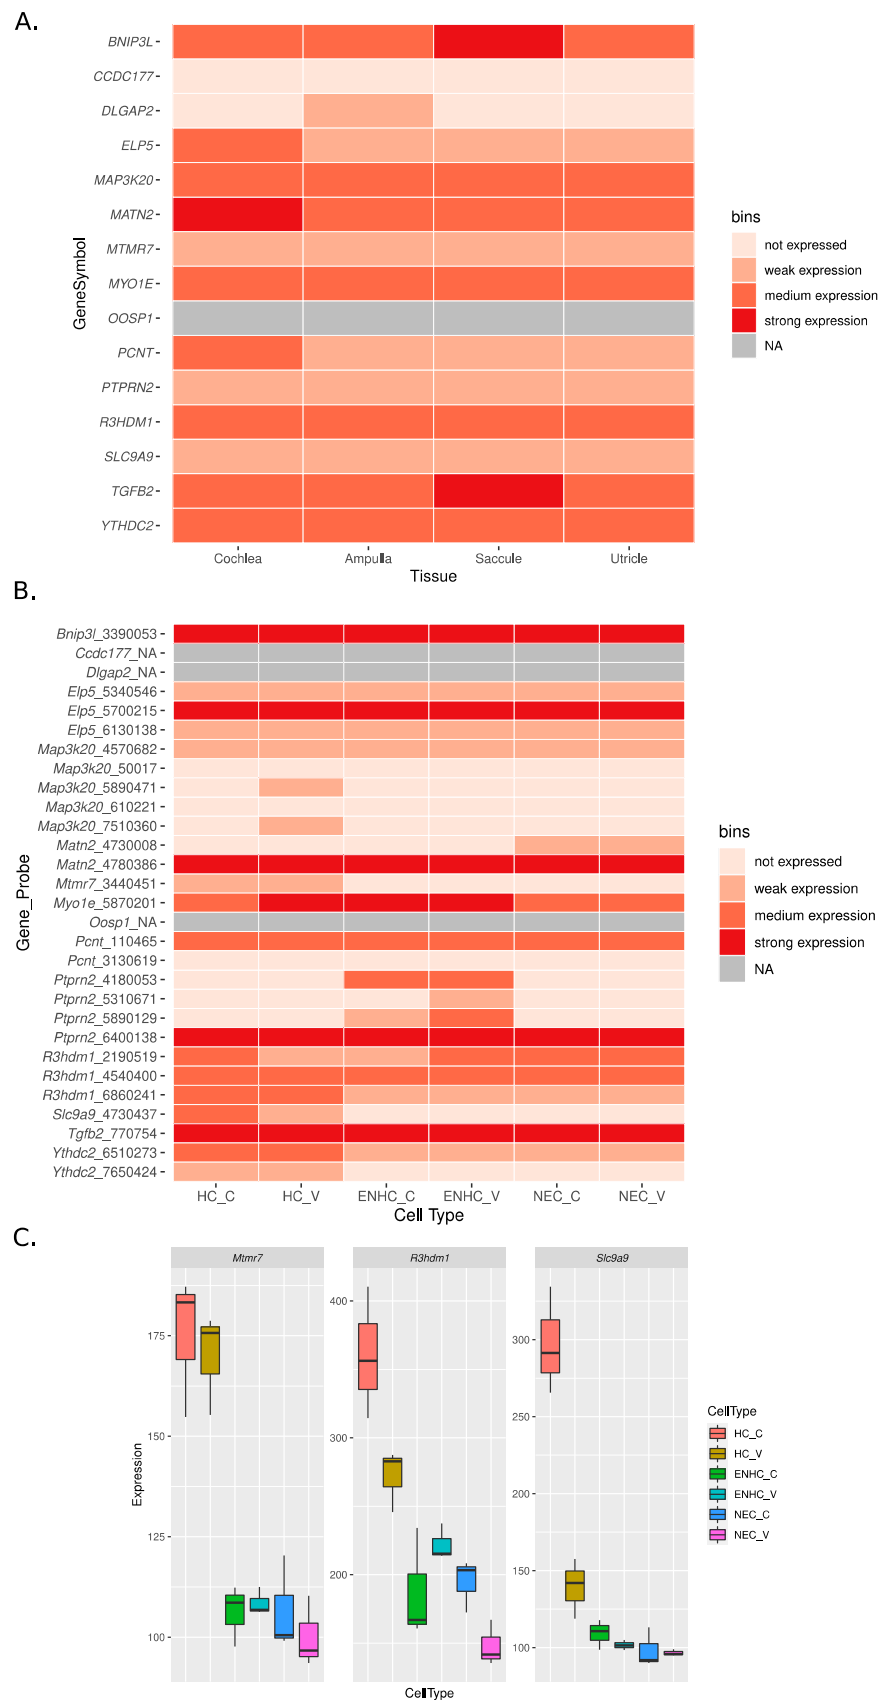 A.
BNIP3L
CCDC177
DLGAP2
ELP5
MAP3K20
MATN2
MTMR7
MYO1E
OOSP1
PCNT
PTPRN2
R3HDM1
SLC9A9
TGFB2
YTHDC2
GeneSymbol
Cochlea Ampulla Saccule Utricle
Tissue
bins
not expressed
weak expression
medium expression
strong expression
NA
B.
Bnip3l_3390053
Ccdc177_NA
Dlgap2_NA
Elp5_5340546
Elp5_5700215
Elp5_6130138
Map3k20_4570682
Map3k20_50017
Map3k20_5890471
Map3k20_610221
Map3k20_7510360
Matn2_4730008
Matn2_4780386
Mtmr7_3440451
Myo1e_5870201
Oosp1_NA
Pcnt_110465
Pcnt_3130619
Ptprn2_4180053
Ptprn2_5310671
Ptprn2_5890129
Ptprn2_6400138
R3hdm1_2190519
R3hdm1_4540400
R3hdm1_6860241
Slc9a9_4730437
Tgfb2_770754
Ythdc2_6510273
Ythdc2_7650424
Gene_Probe
HC_C HC_V ENHC_C ENHC_V NEC_C NEC_V
Cell Type
bins
not expressed
weak expression
medium expression
strong expression
NA
C.
Mtmr7 R3hdm1 Slc9a9
175
150
125
100
400
300
200
300
250
200
150
100
Expression
CellType
CellType
HC_C
HC_V
ENHC_C
ENHC_V
NEC_C
NEC_V